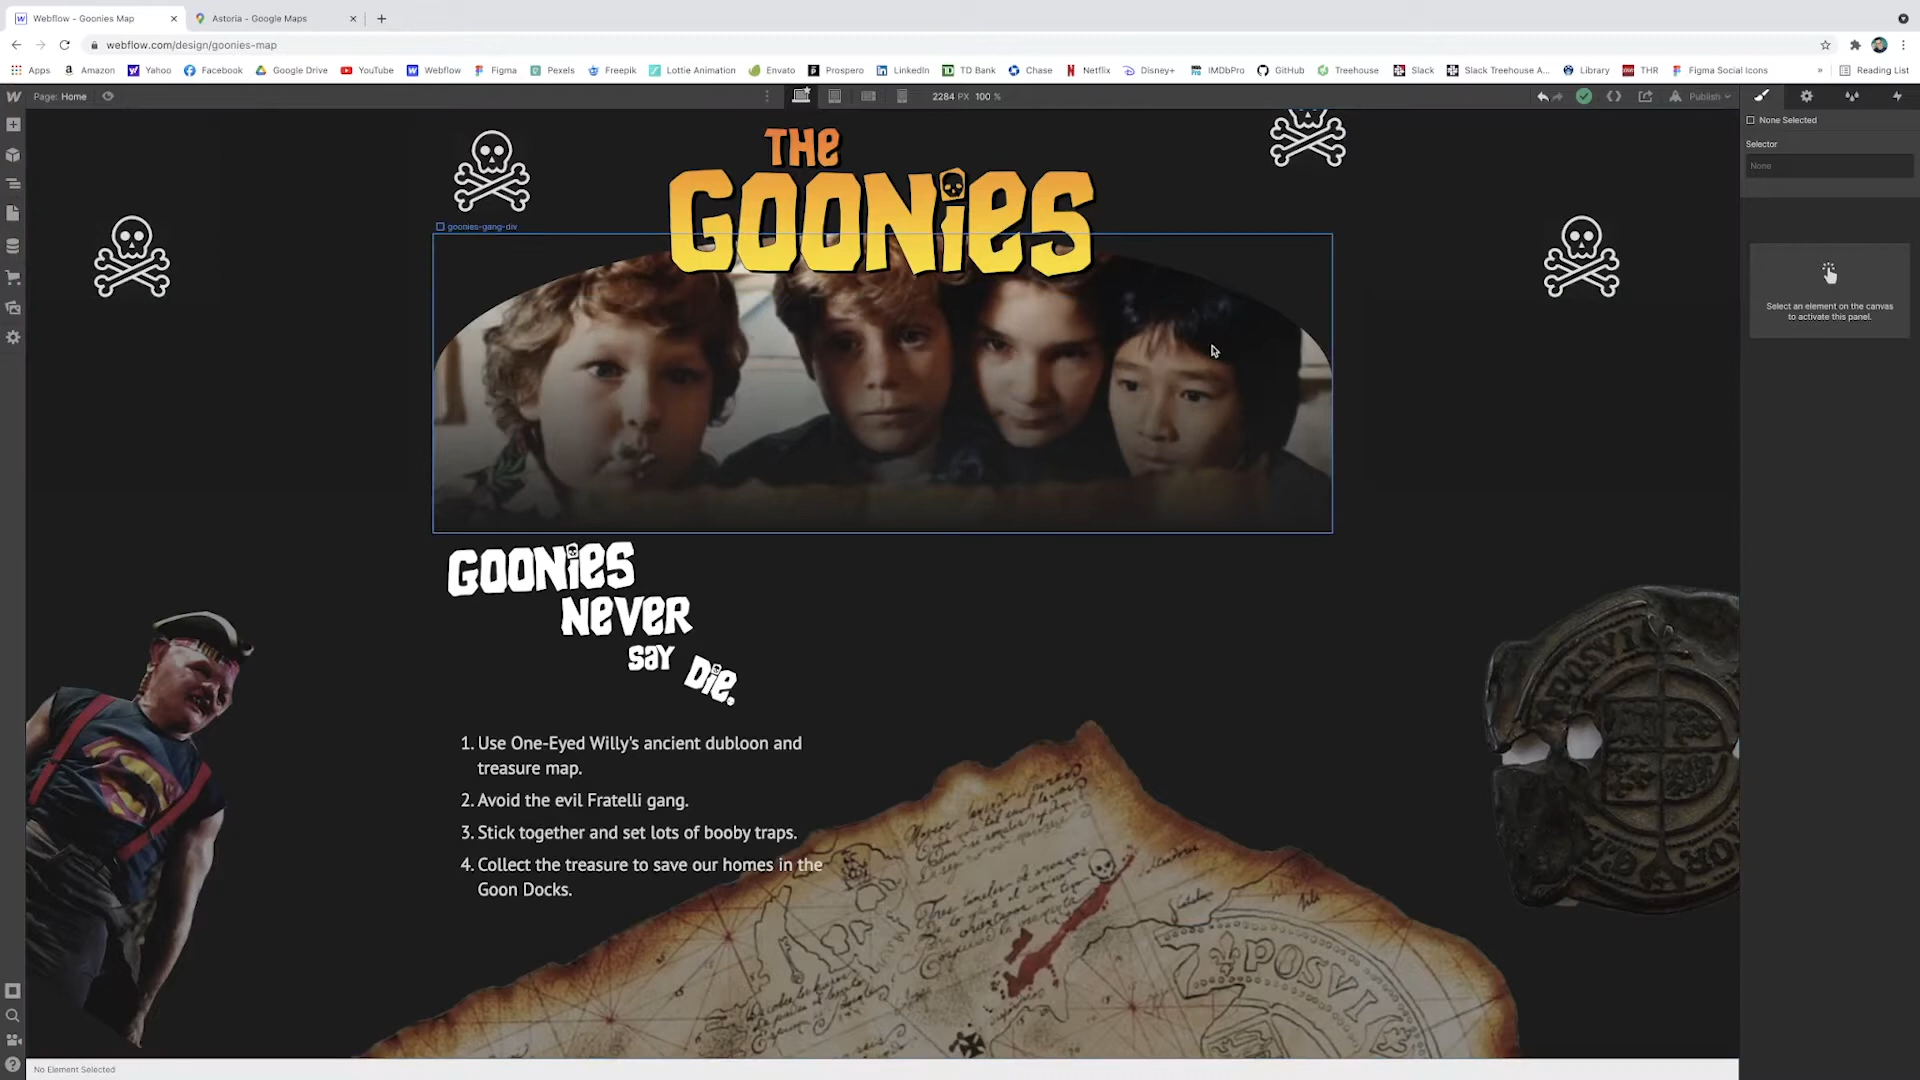 Webflow - Goonies Map
Astoria - Google Maps
webflow.com/design/goonies-map
Apps
Amazon
Yahoo
Facebook
Google Drive
YouTube
Webflow
Figma
Pexels
Freepik
Lottie Animation
Envato
Prospero
LinkedIn
TD Bank
Chase
Netflix
Disney+
IMDbPro
GitHub
Treehouse
Slack
Slack Treehouse A...
Library
THR
Figma Social Icons
»
Reading List
Page: Home
2284 PX 100 %
Publish
None Selected
Selector
None
Select an element on the canvas
to activate this panel.
THE
GOONIES
goonies-gang-div
GOONIES
NEVER
SAY DIE.
1. Use One-Eyed Willy's ancient dubloon and
treasure map.
2. Avoid the evil Fratelli gang.
3. Stick together and set lots of booby traps.
4. Collect the treasure to save our homes in the
Goon Docks.
POSVI
POSVI
No Element Selected